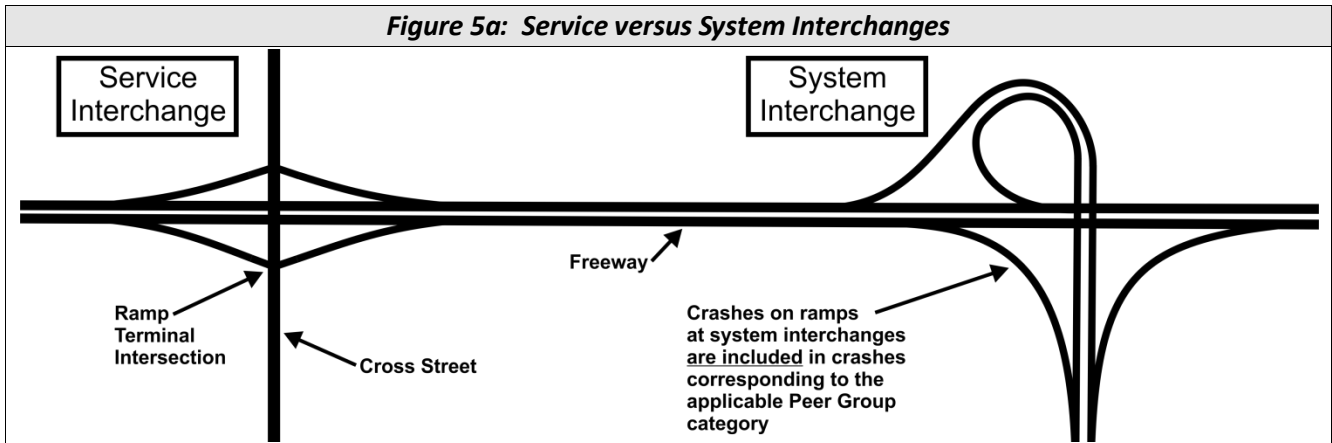 Figure 5a: Service versus System Interchanges
Service
Interchange
System
Interchange
Freeway
Ramp
Terminal
Intersection
Cross Street
Crashes on ramps
at system interchanges
are included in crashes
corresponding to the
applicable Peer Group
category